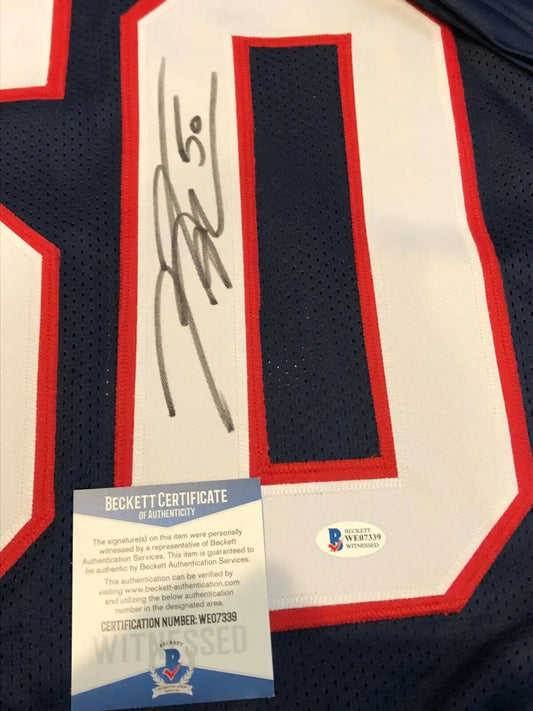 50
50
BECKETT CERTIFICATE
OF AUTHENTICITY
The signature(s) on this item were personally
witnessed by a representative of Beckett
Authentication Services. This item is guaranteed
to be authentic by Beckett Authentication Services.
This authentication can be verified by
visiting www.beckett-authentication.com
and utilizing the below authentication
number in the designated area.
CERTIFICATION NUMBER: WE07339
WITNESSED
BECKETT
B
BECKETT
B
WE07339
WITNESSED